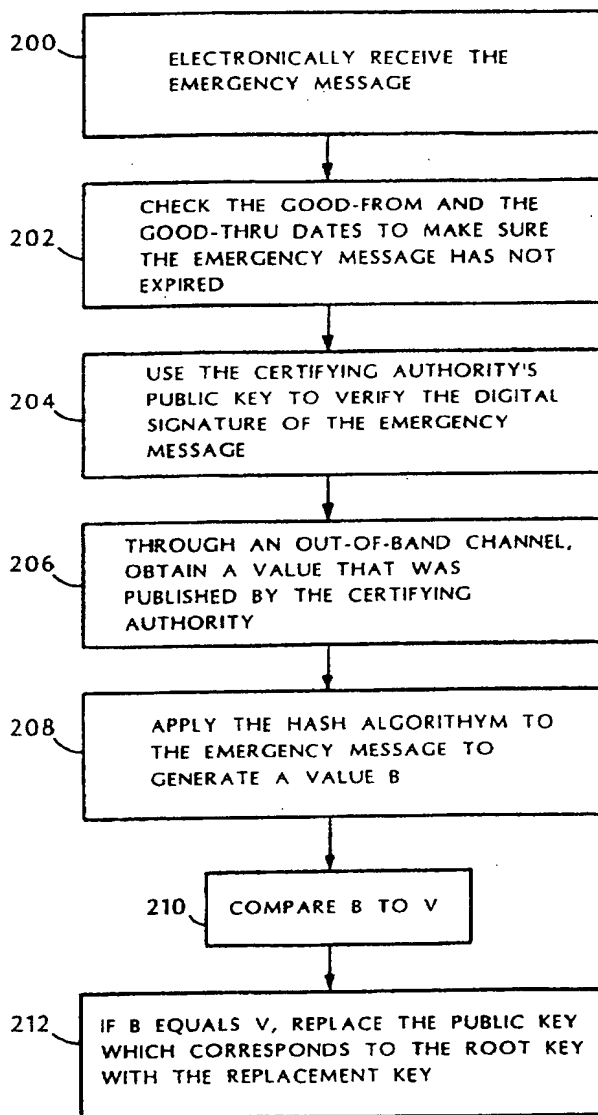 200
ELECTRONICALLY RECEIVE THE
EMERGENCY MESSAGE
202
CHECK THE GOOD-FROM AND THE
GOOD-THRU DATES TO MAKE SURE
THE EMERGENCY MESSAGE HAS NOT
EXPIRED
204
USE THE CERTIFYING AUTHORITY'S
PUBLIC KEY TO VERIFY THE DIGITAL
SIGNATURE OF THE EMERGENCY
MESSAGE
206
THROUGH AN OUT-OF-BAND CHANNEL,
OBTAIN A VALUE THAT WAS
PUBLISHED BY THE CERTIFYING
AUTHORITY
208
APPLY THE HASH ALGORITHYM TO
THE EMERGENCY MESSAGE TO
GENERATE A VALUE B
210
COMPARE B TO V
212
IF B EQUALS V, REPLACE THE PUBLIC KEY
WHICH CORRESPONDS TO THE ROOT KEY
WITH THE REPLACEMENT KEY